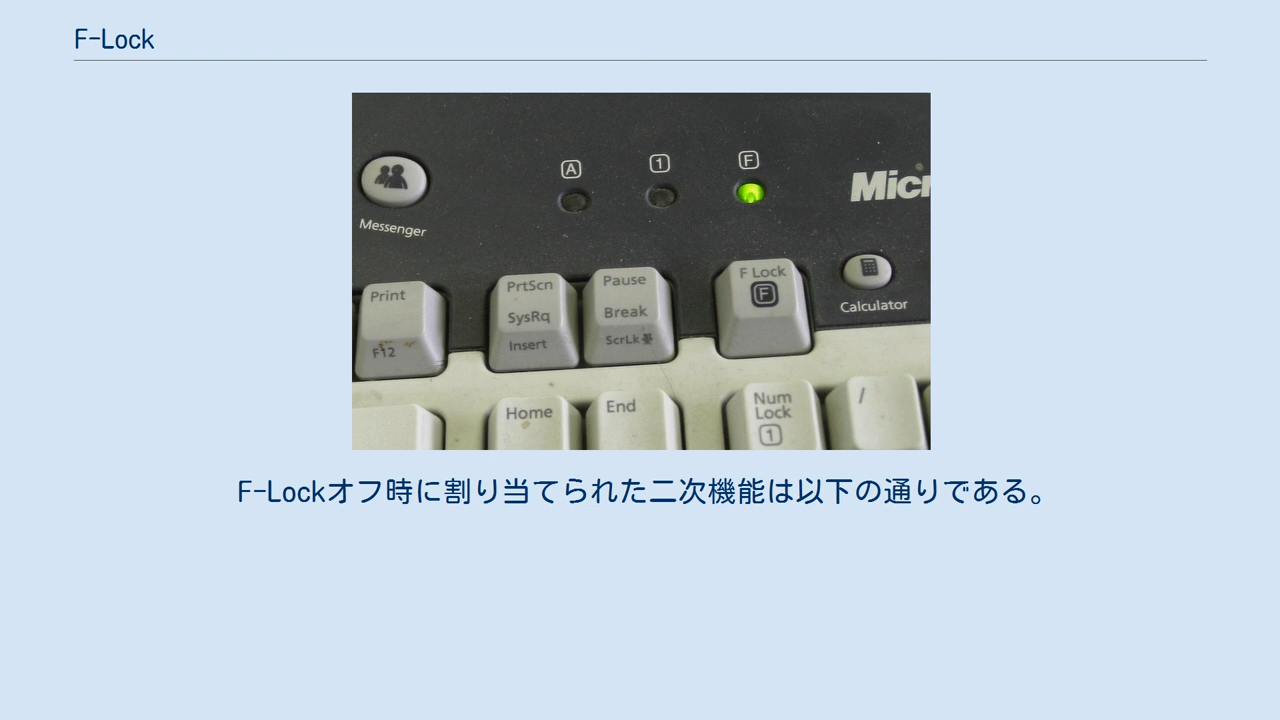 F-Lock
A
1
F
Micr
Messenger
F Lock
F
Calculator
Print
F12
PrtScn
SysRq
Insert
Pause
Break
ScrLk
Home
End
Num
Lock
1
/
F-Lockオフ時に割り当てられた二次機能は以下の通りである。